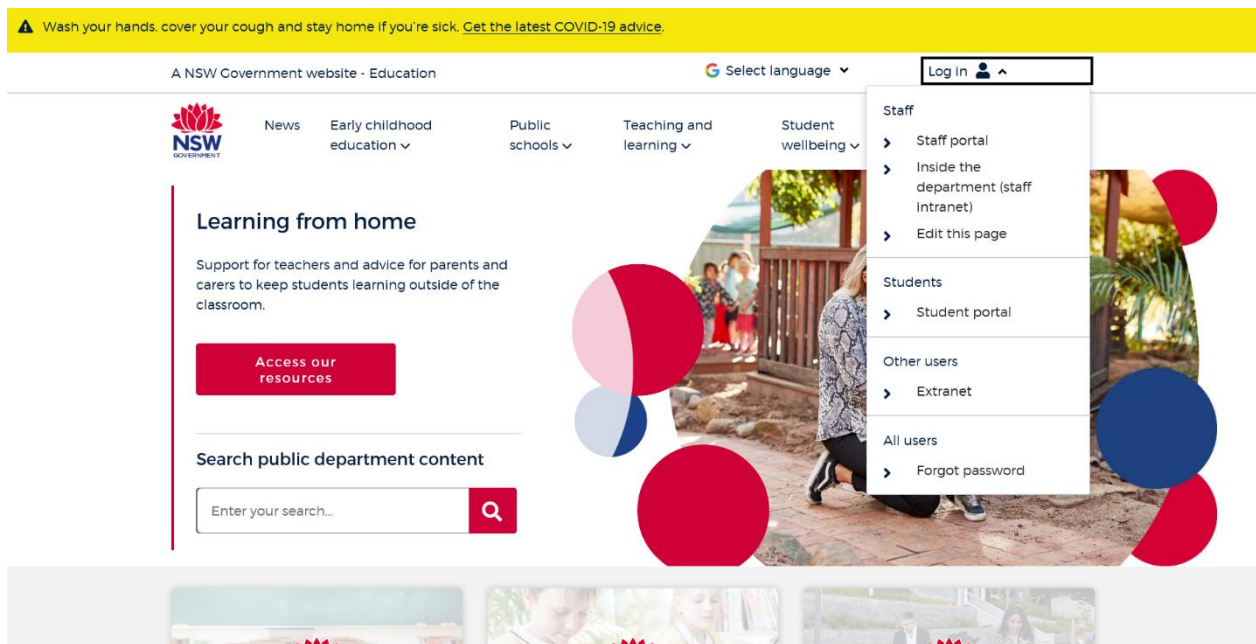 Wash your hands, cover your cough and stay home if you're sick. Get the latest COVID-19 advice.
A NSW Government website - Education
Select language
Log in
NSW
GOVERNMENT
News
Early childhood
education
Public
schools
Teaching and
learning
Student
wellbeing
Staff
Staff portal
Inside the
department (staff
intranet)
Edit this page
Students
Student portal
Other users
Extranet
All users
Forgot password
Learning from home
Support for teachers and advice for parents and
carers to keep students learning outside of the
classroom.
Access our
resources
Search public department content
Enter your search...